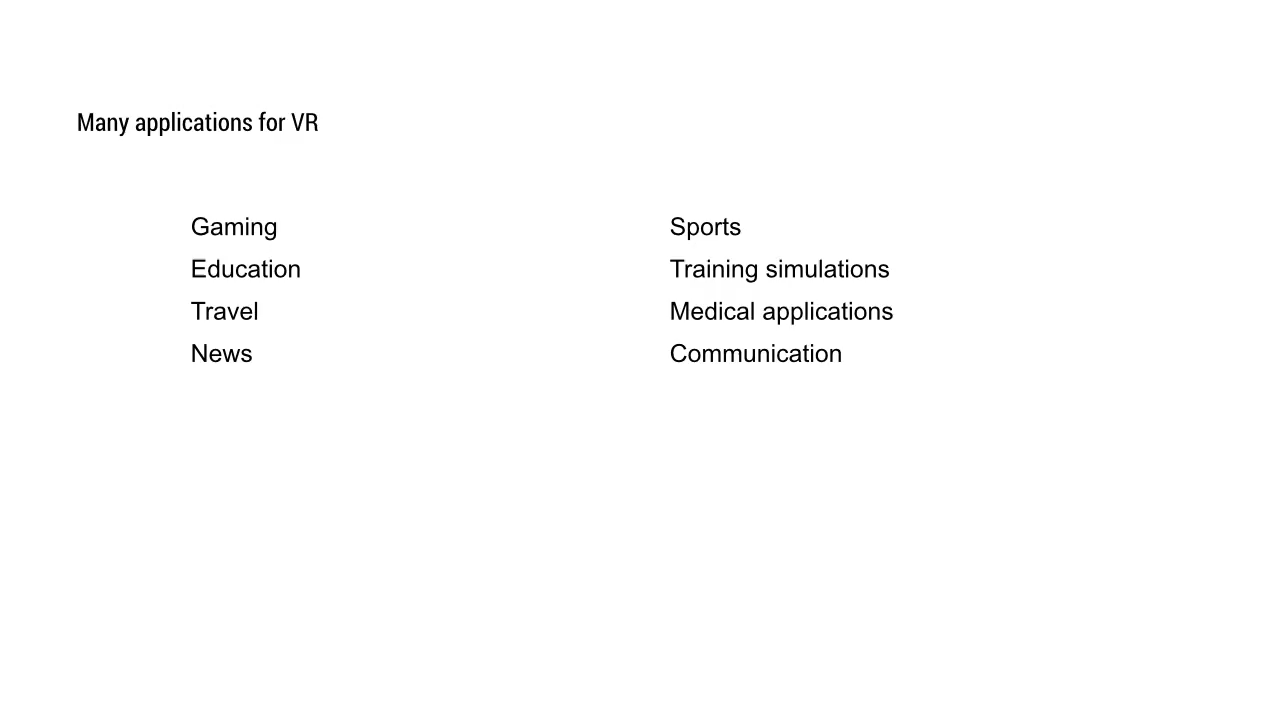 Many applications for VR
Gaming
Education
Travel
News
Sports
Training simulations
Medical applications
Communication